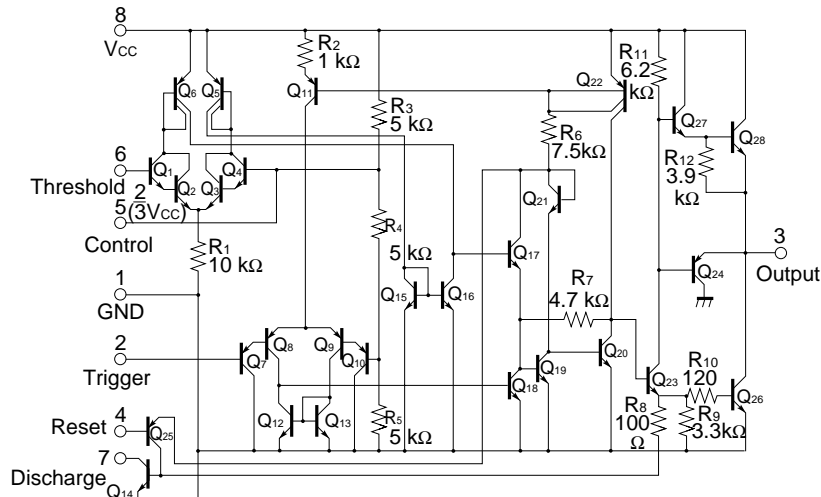 8
VCC
R2
1 kΩ
R11
6.2
kΩ
Q22
Q6
Q5
Q11
R3
5 kΩ
Q27
Q28
R6
7.5kΩ
R12
3.9
kΩ
6
Threshold
Q1
Q2
Q3
Q4
2
(3VCC)
5
Control
Q21
R4
5 kΩ
R1
10 kΩ
Q17
3
Output
Q24
1
GND
Q15
Q16
R7
4.7 kΩ
2
Trigger
Q7
Q8
Q9
Q10
Q18
Q19
Q20
Q23
R10
120
Q26
R8
100
Ω
R9
3.3kΩ
4
Reset
Q25
Q12
Q13
R5
5 kΩ
7
Discharge
Q14